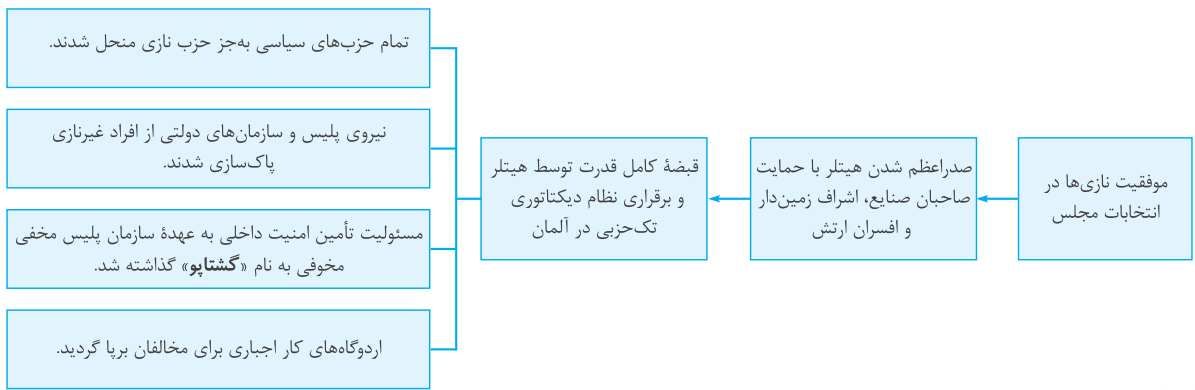 موفقیت نازی‌ها در
انتخابات مجلس
صدراعظم شدن هیتلر با حمایت
صاحبان صنایع، اشراف زمین‌دار
و افسران ارتش
قبضهٔ کامل قدرت توسط هیتلر
و برقراری نظام دیکتاتوری
تک‌حزبی در آلمان
تمام حزب‌های سیاسی به‌جز حزب نازی منحل شدند.
نیروی پلیس و سازمان‌های دولتی از افراد غیرنازی
پاک‌سازی شدند.
مسئولیت تأمین امنیت داخلی به عهدهٔ سازمان پلیس مخفی
مخوفی به نام «گشتاپو» گذاشته شد.
اردوگاه‌های کار اجباری برای مخالفان برپا گردید.